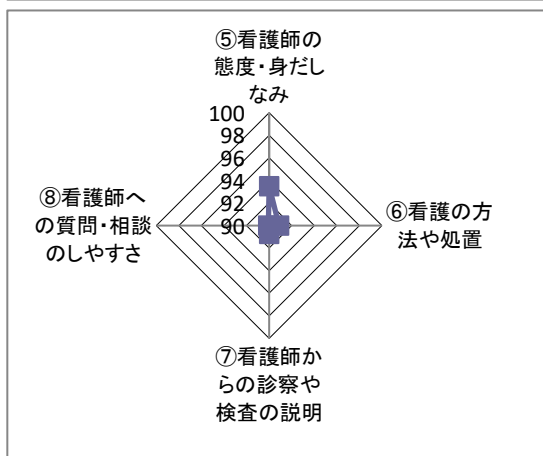 ⑤看護師の
態度・身だし
なみ
100
98
96
94
92
90
⑧看護師へ
の質問・相談
のしやすさ
⑥看護の方
法や処置
⑦看護師か
らの診察や
検査の説明